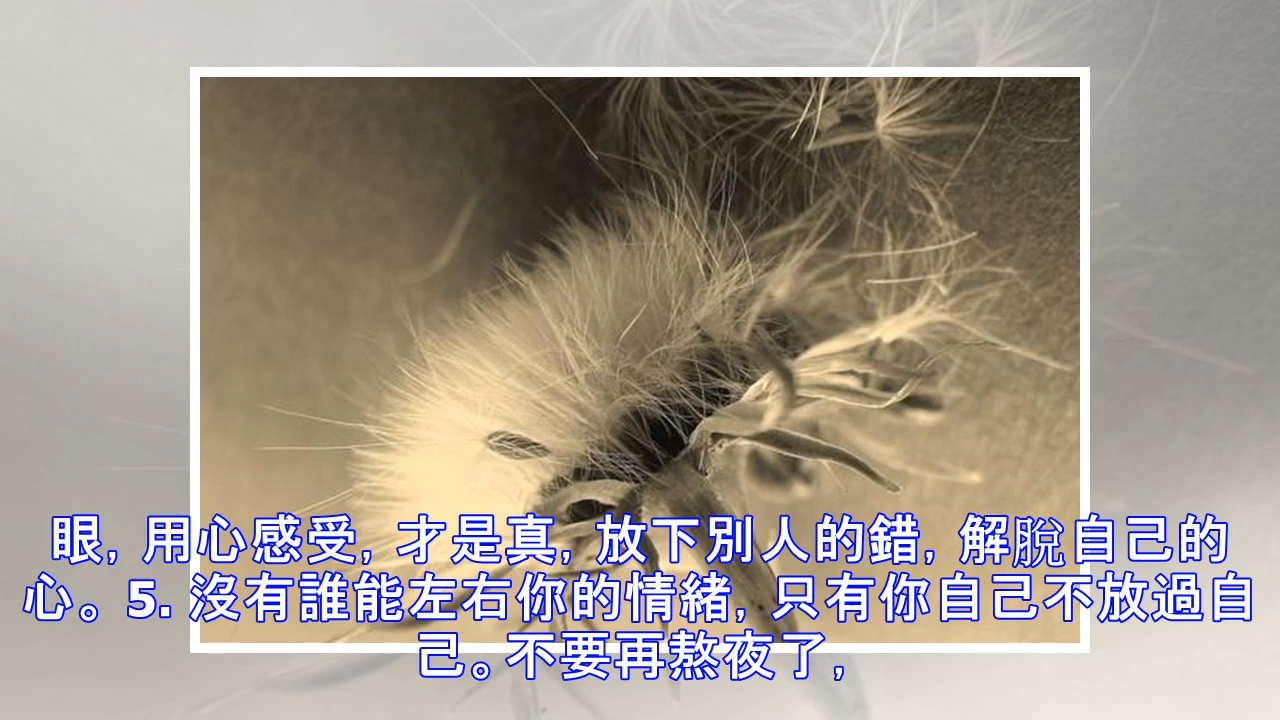 眼, 用心感受, 才是真, 放下別人的錯, 解脫自己的
心。5. 沒有誰能左右你的情緒, 只有你自己不放過自
己。不要再熬夜了,